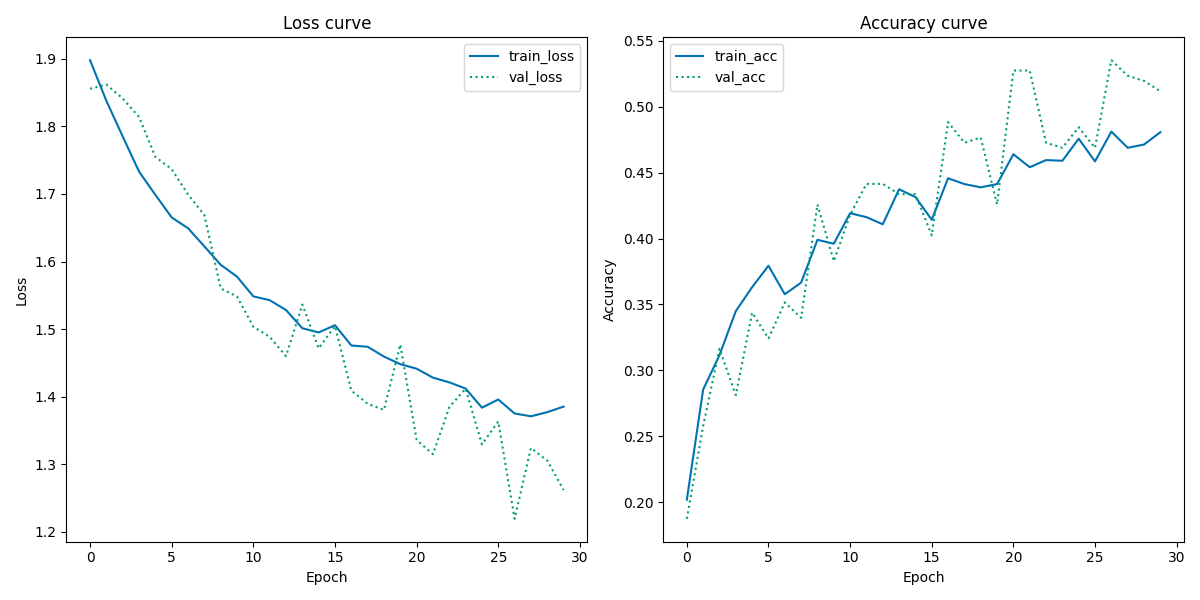 Loss curve
train_loss
val_loss
1.9
1.8
1.7
1.6
1.5
1.4
1.3
1.2
Loss
0 5 10 15 20 25 30
Epoch
Accuracy curve
train_acc
val_acc
0.55
0.50
0.45
0.40
0.35
0.30
0.25
0.20
Accuracy
0 5 10 15 20 25 30
Epoch